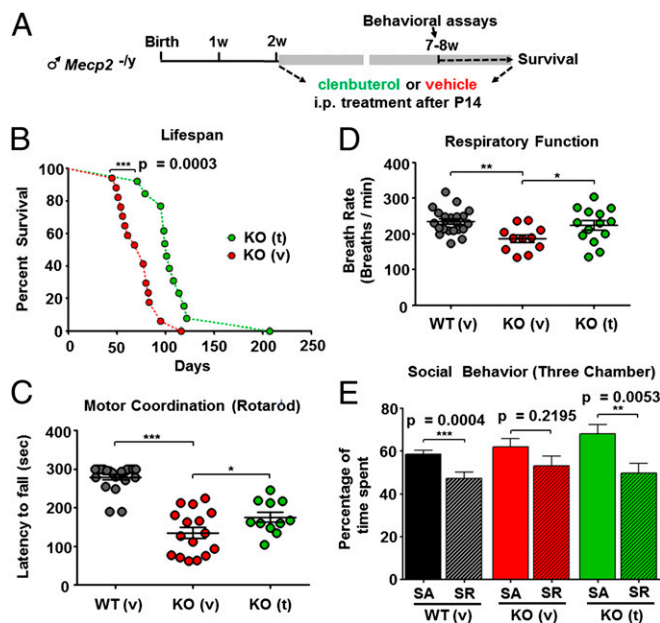 A
Behavioral assays
Birth 1w 2w 7-8w
♂ Mecp2 -/y Survival
clenbuterol or vehicle
i.p. treatment after P14
B
Lifespan
*** p = 0.0003
Percent Survival
100
80
60
40
20
0
KO (t)
KO (v)
0 50 100 150 200 250
Days
D
Respiratory Function
** *
Breath Rate
(Breaths / min)
400
300
200
100
0
WT (v) KO (v) KO (t)
C
Motor Coordination (Rotarod)
*** *
Latency to fall (sec)
400
300
200
100
0
WT (v) KO (v) KO (t)
E
Social Behavior (Three Chamber)
p = 0.0053
p = 0.0004 p = 0.2195 **
***
Percentage of
time spent
80
60
40
20
0
SA SR SA SR SA SR
WT (v) KO (v) KO (t)